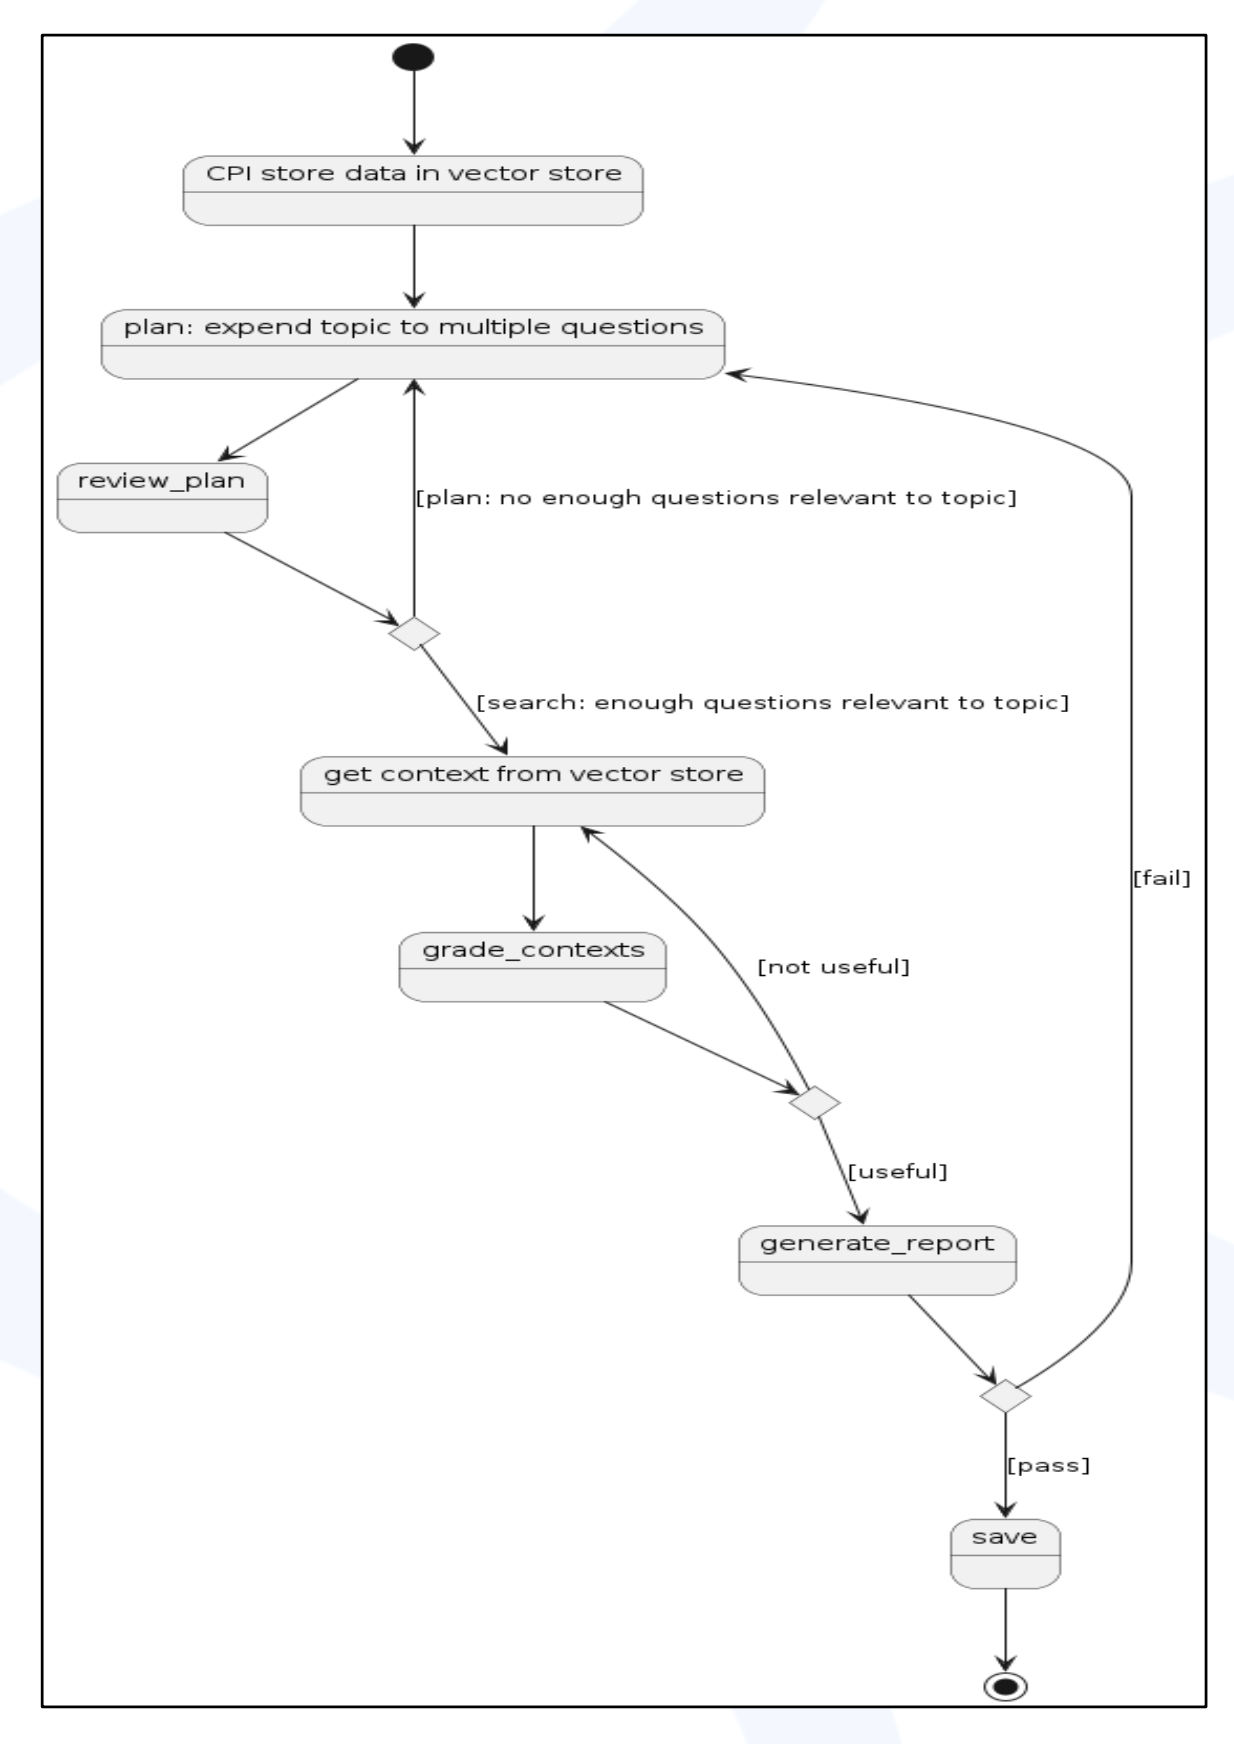 CPI store data in vector store
plan: expend topic to multiple questions
review_plan
[plan: no enough questions relevant to topic]
[search: enough questions relevant to topic]
get context from vector store
[fail]
grade_contexts
[not useful]
[useful]
generate_report
[pass]
save